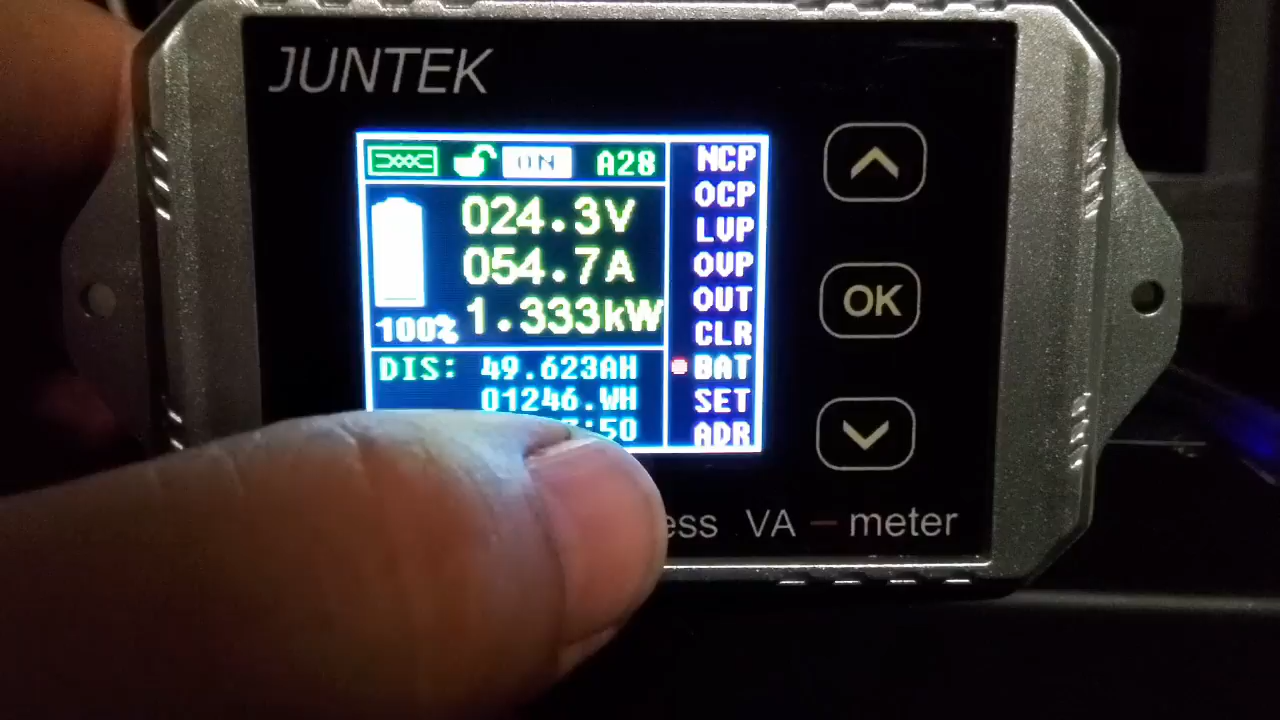 JUNTEK
ON A28
024.3V
054.7A
1.333kW
100%
DIS: 49.623AH
01246.WH
:50
NCP
OCP
LVP
OVP
OUT
CLR
BAT
SET
ADR
OK
ess VA - meter